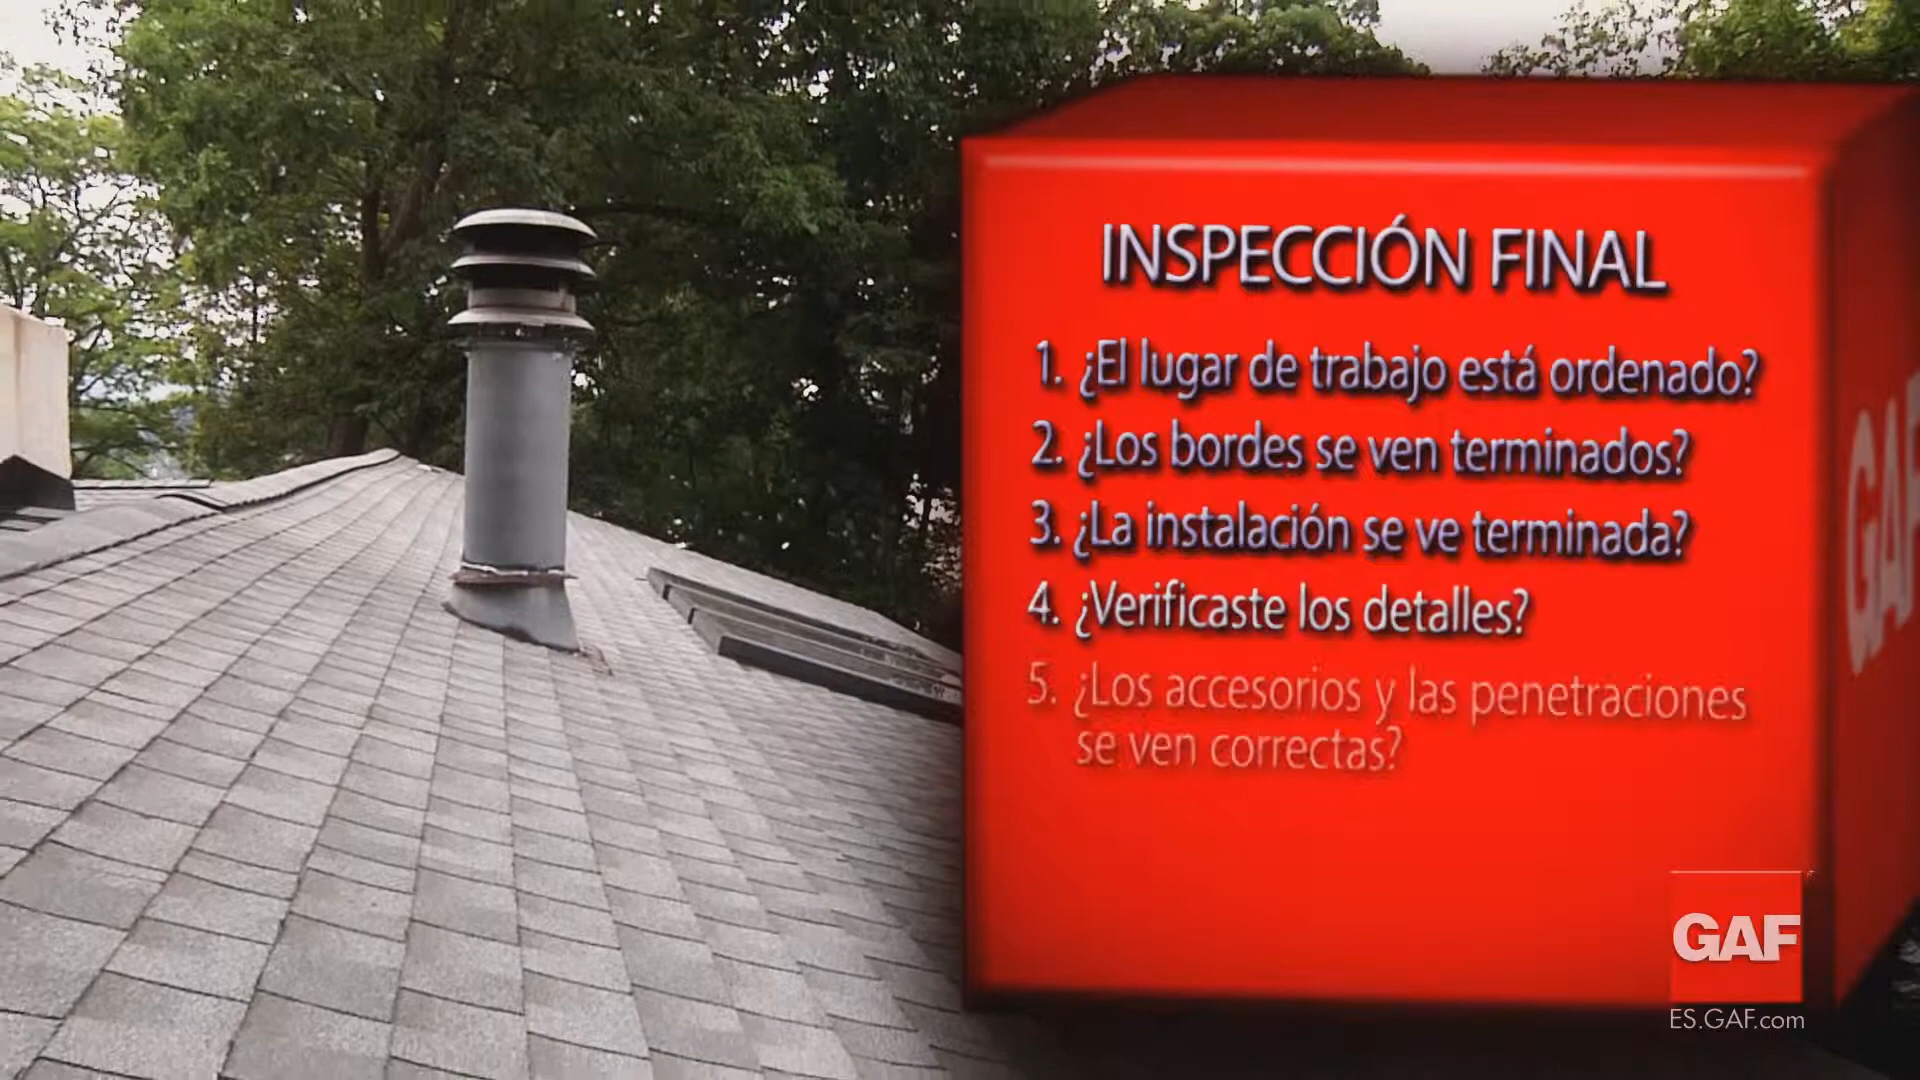 INSPECCIÓN FINAL
1. ¿El lugar de trabajo está ordenado?
2. ¿Los bordes se ven terminados?
3. ¿La instalación se ve terminada?
4. ¿Verificaste los detalles?
5. ¿Los accesorios y las penetraciones
se ven correctas?
GAF
GAF
ES.GAF.com